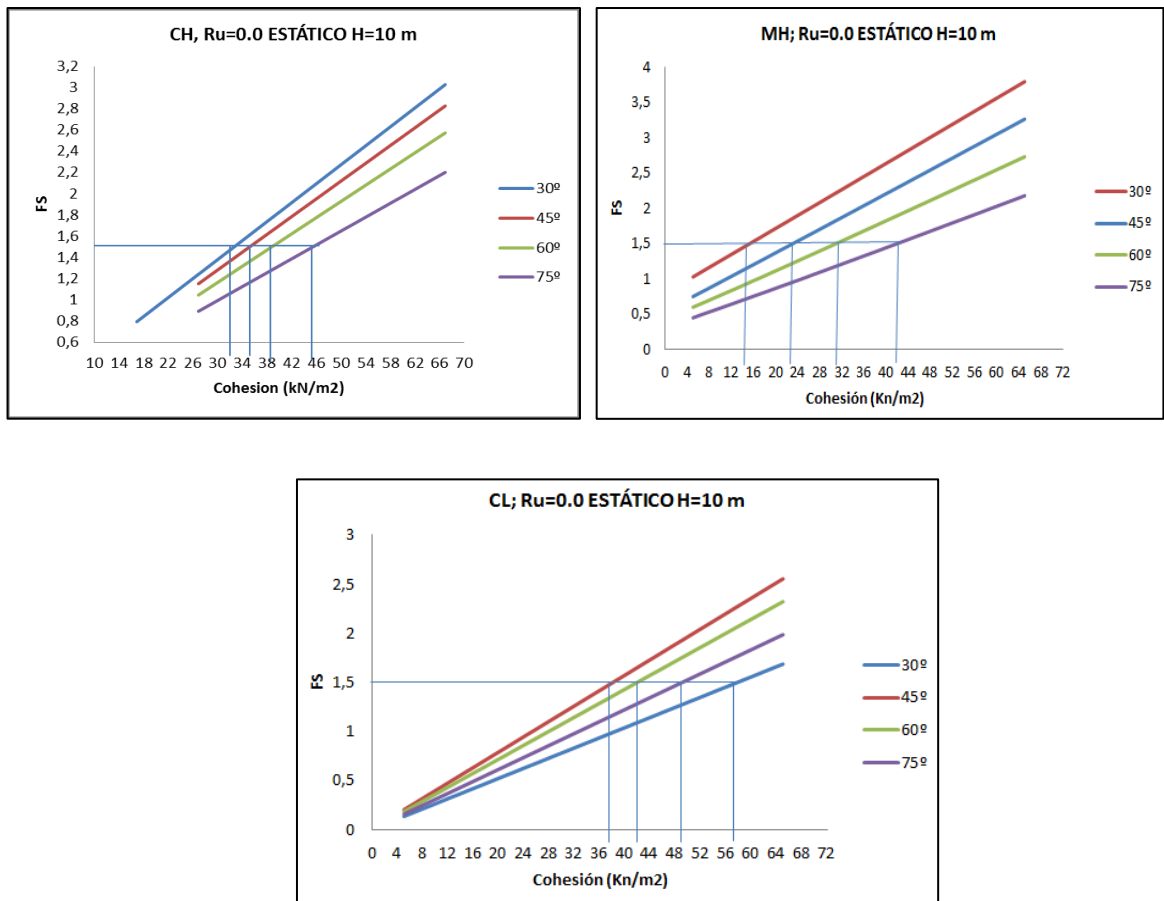 CH, Ru=0.0 ESTÁTICO H=10 m
3,2
3
2,8
2,6
2,4
2,2
2
1,8
1,6
1,4
1,2
1
0,8
0,6
FS
10 14 18 22 26 30 34 38 42 46 50 54 58 62 66 70
Cohesion (kN/m2)
30º
45º
60º
75º
MH; Ru=0.0 ESTÁTICO H=10 m
4
3,5
3
2,5
2
1,5
1
0,5
0
FS
0 4 8 12 16 20 24 28 32 36 40 44 48 52 56 60 64 68 72
Cohesión (Kn/m2)
30º
45º
60º
75º
CL; Ru=0.0 ESTÁTICO H=10 m
3
2,5
2
1,5
1
0,5
0
FS
0 4 8 12 16 20 24 28 32 36 40 44 48 52 56 60 64 68 72
Cohesión (Kn/m2)
30º
45º
60º
75º